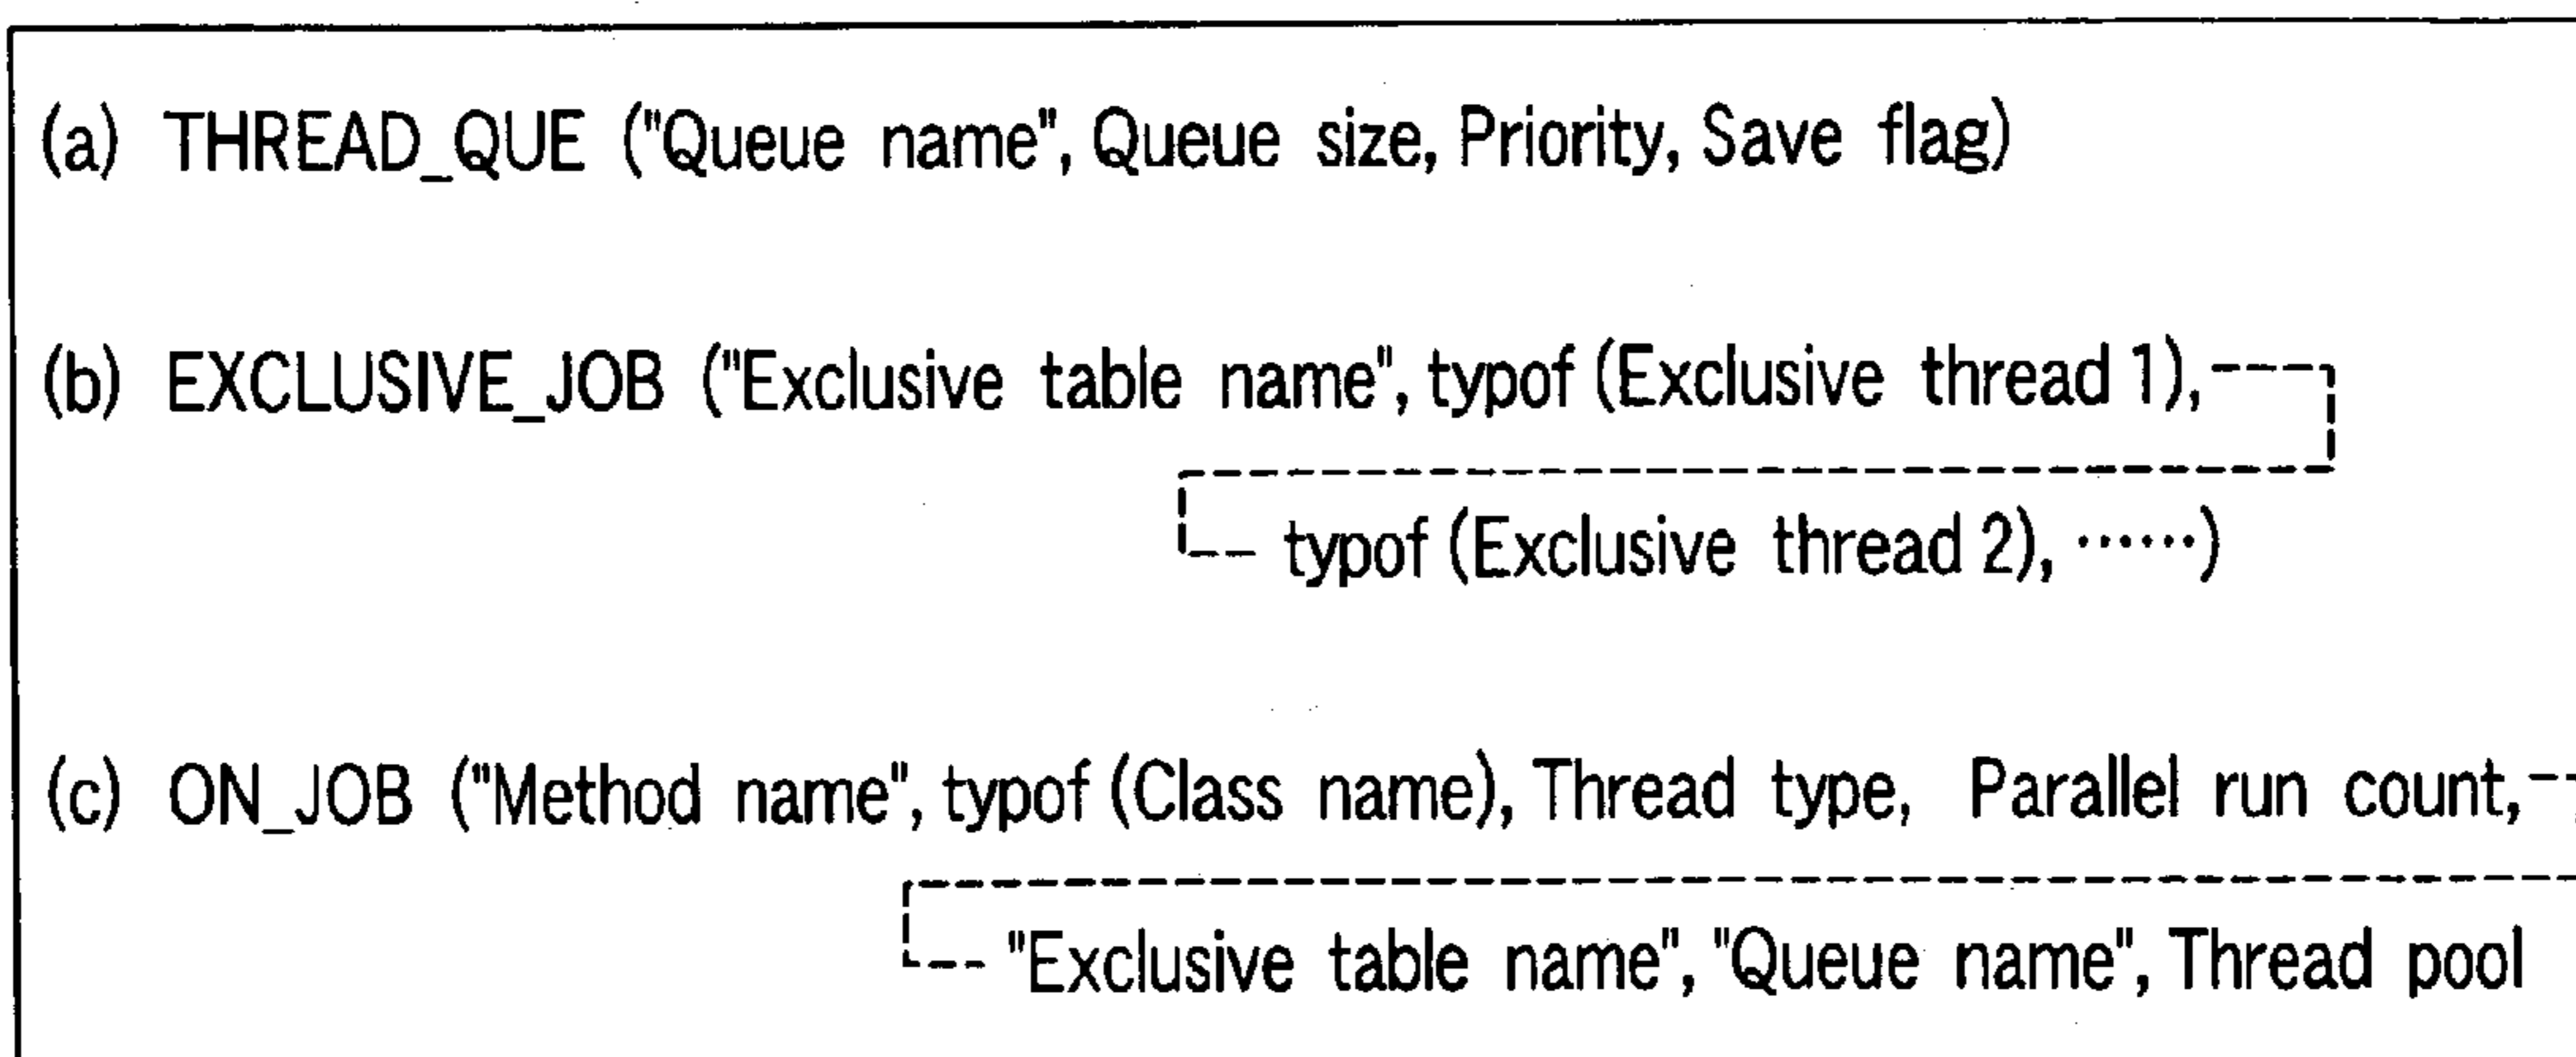 (a) THREAD_QUE ("Queue name", Queue size, Priority, Save flag)
(b) EXCLUSIVE_JOB ("Exclusive table name", typof (Exclusive thread 1),
typof (Exclusive thread 2), ······)
(c) ON_JOB ("Method name", typof (Class name), Thread type, Parallel run count,
"Exclusive table name", "Queue name", Thread pool